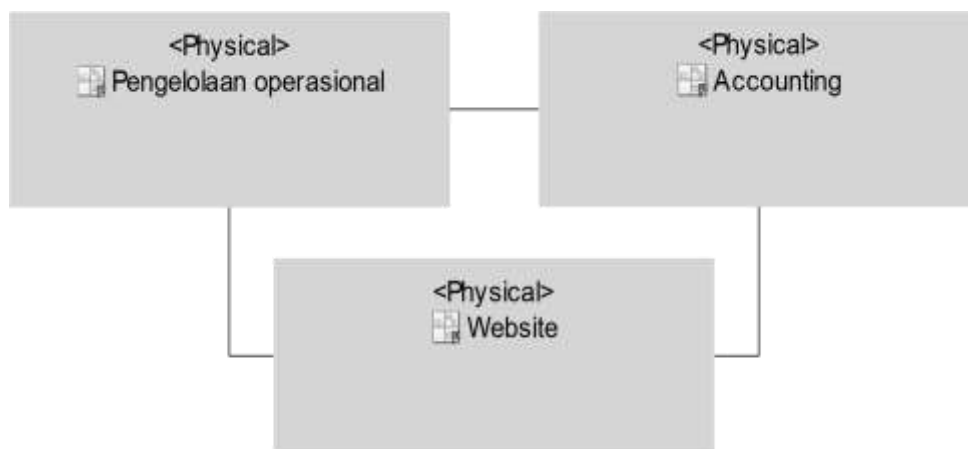 <Physical>
Pengelolaan operasional
<Physical>
Accounting
<Physical>
Website